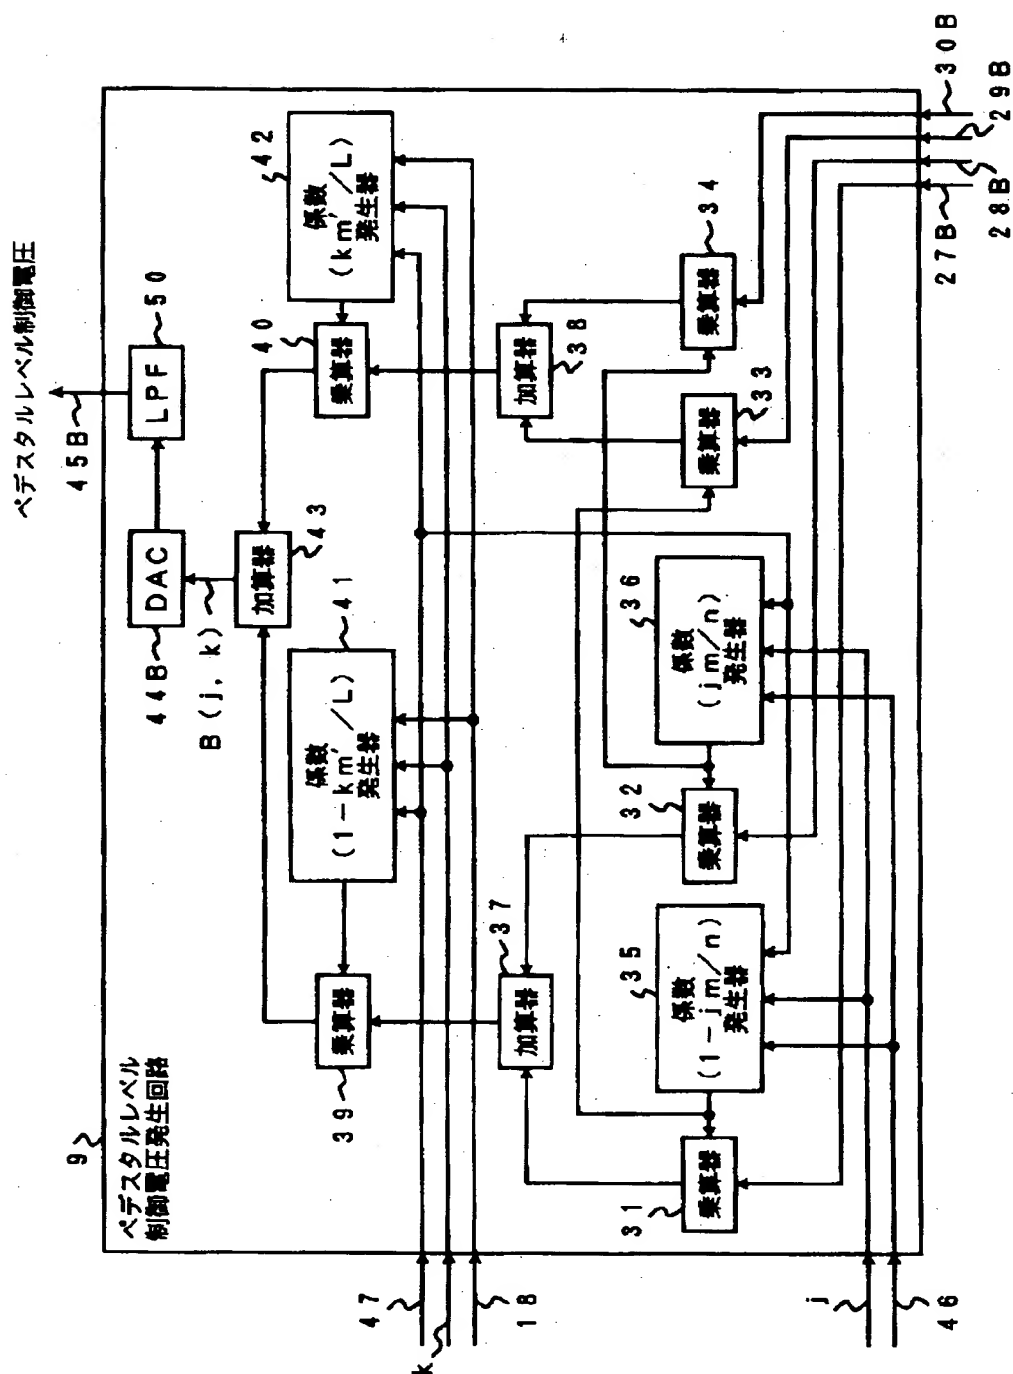 9
ペデスタルレベル
制御電圧発生回路
ペデスタルレベル制御電圧
45B
44B
DAC
LPF
50
B(j, k)
加算器
43
係数
(1-km′/L)
発生器
41
係数
(km′/L)
発生器
42
39
乗算器
乗算器
40
47
k
18
加算器
37
加算器
38
31
乗算器
係数
(1-jm/n)
発生器
35
32
乗算器
係数
(jm/n)
発生器
36
乗算器
33
乗算器
34
j
46
27B
28B
29B
30B